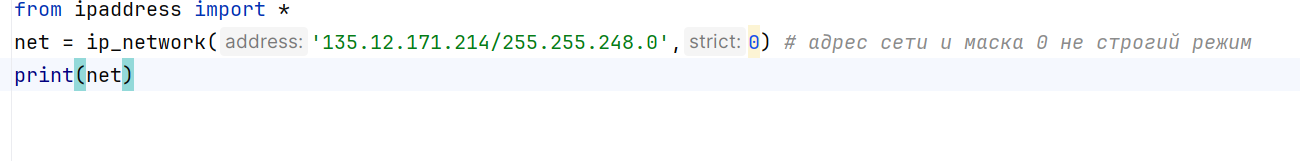 from ipaddress import *
net = ip_network(address: '135.12.171.214/255.255.248.0', strict: 0) # адрес сети и маска 0 не строгий режим
print(net)